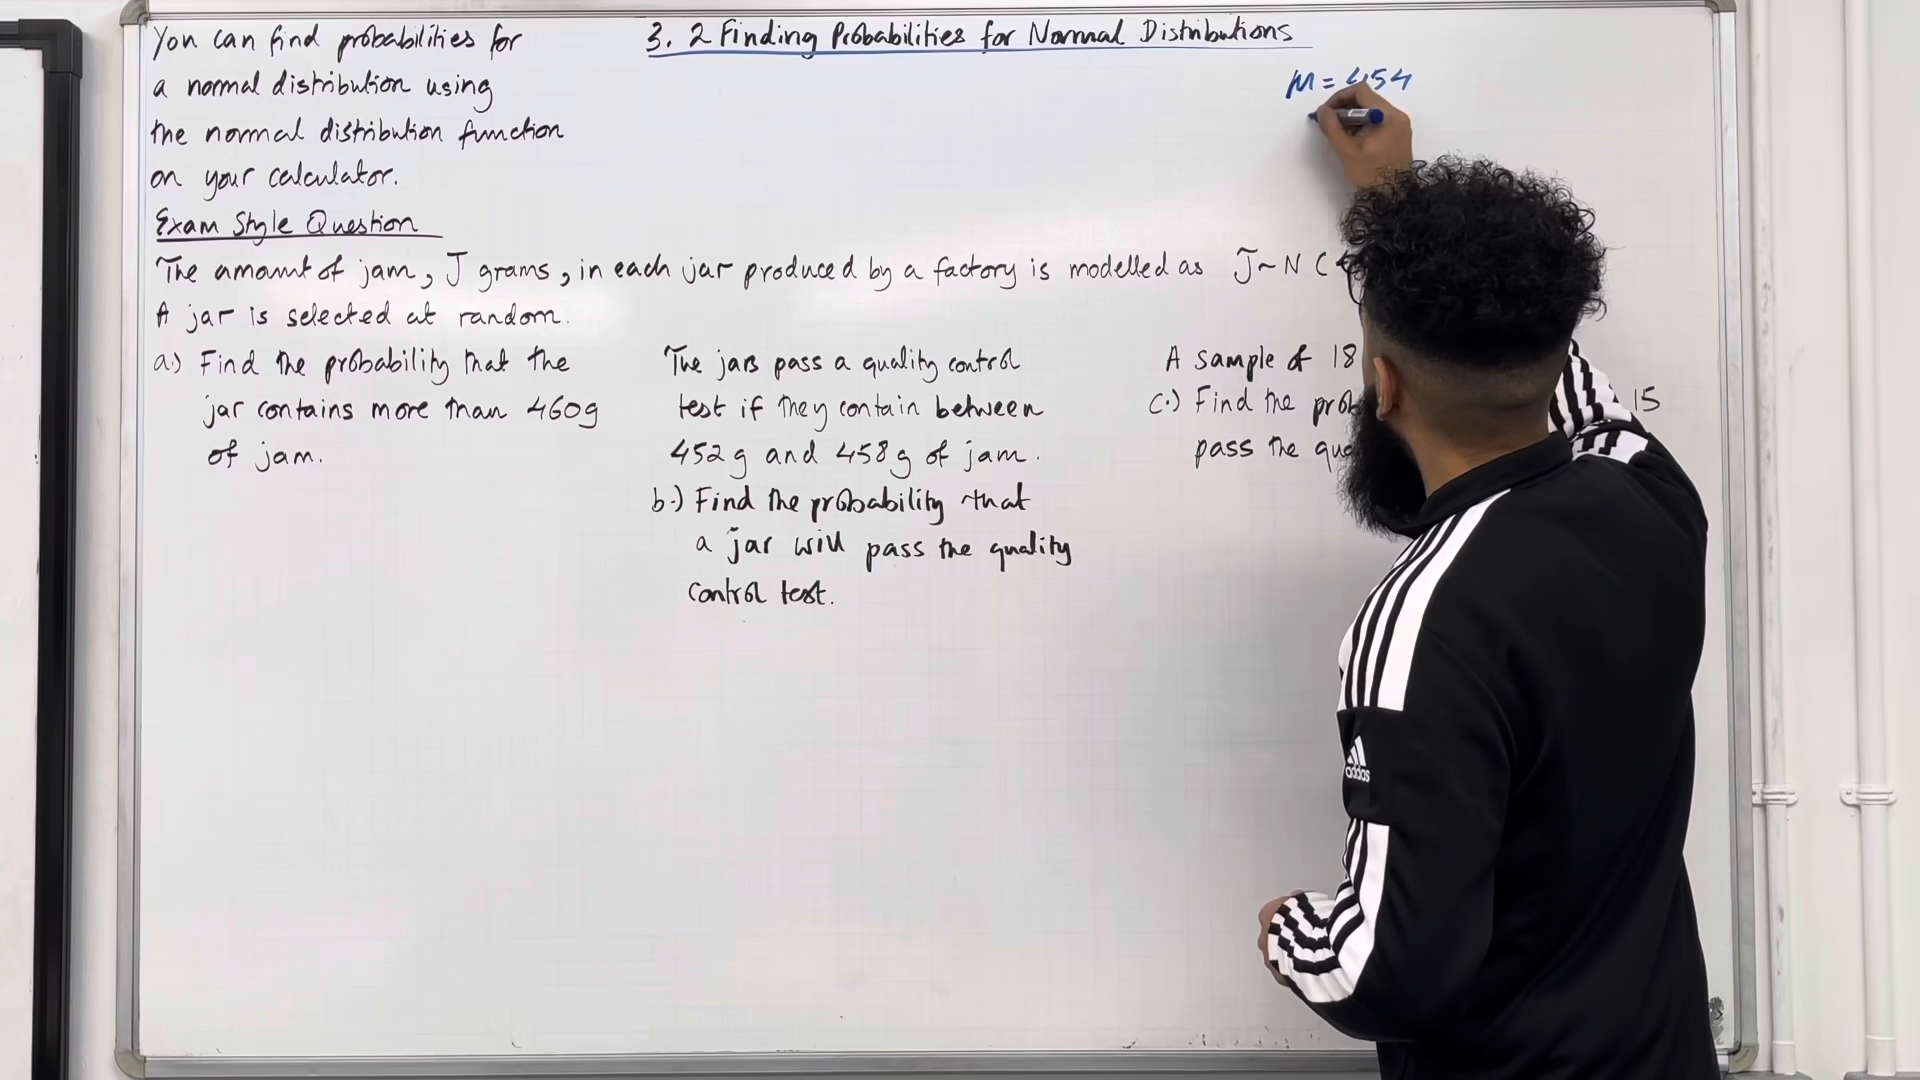 You can find probabilities for
a normal distribution using
the normal distribution function
on your calculator.
3.2 Finding Probabilities for Normal Distributions
μ = 454
Exam Style Question
The amount of jam, J grams, in each jar produced by a factory is modelled as J ~ N (
A jar is selected at random.
a.) Find the probability that the
jar contains more than 460g
of jam.
The jars pass a quality control
test if they contain between
452g and 458g of jam.
b.) Find the probability that
a jar will pass the quality
control test.
A sample of 18
c.) Find the 15
pass the
adidas